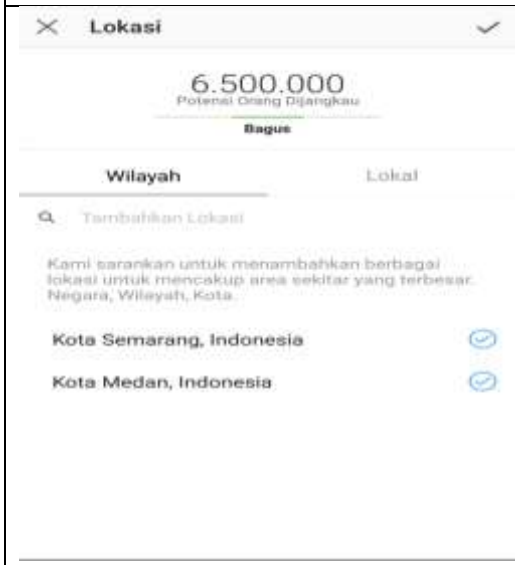 Lokasi
6.500.000
Potensi Orang Dijangkau
Bagus
Wilayah
Lokal
Tambahkan Lokasi
Kami sarankan untuk menambahkan berbagai
lokasi untuk mencakup area sekitar yang terbesar.
Negara, Wilayah, Kota.
Kota Semarang, Indonesia
Kota Medan, Indonesia